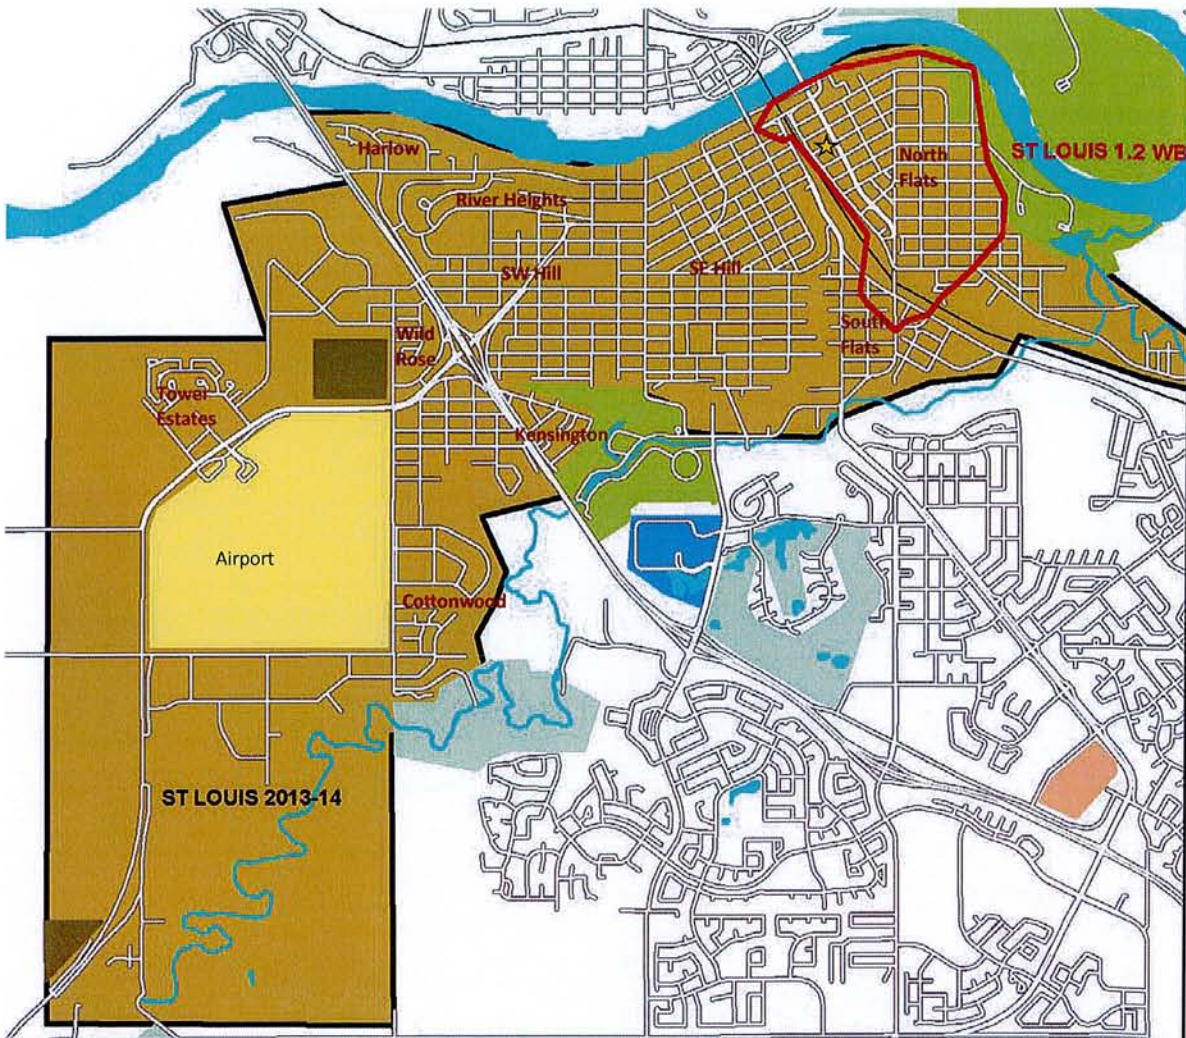 Harlow
North
Flats
ST LOUIS 1.2 WB
River Heights
SW Hill
SE Hill
South
Flats
Wild
Rose
Tower
Estates
Kensington
Airport
Cottonwood
ST LOUIS 2013-14